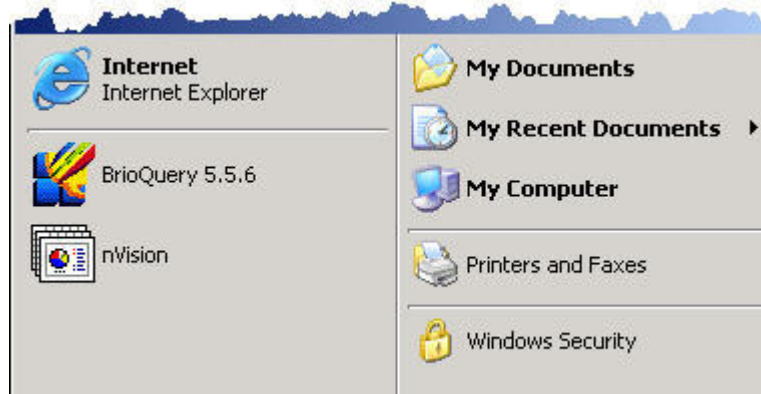 Internet
Internet Explorer
BrioQuery 5.5.6
nVision
My Documents
My Recent Documents
My Computer
Printers and Faxes
Windows Security